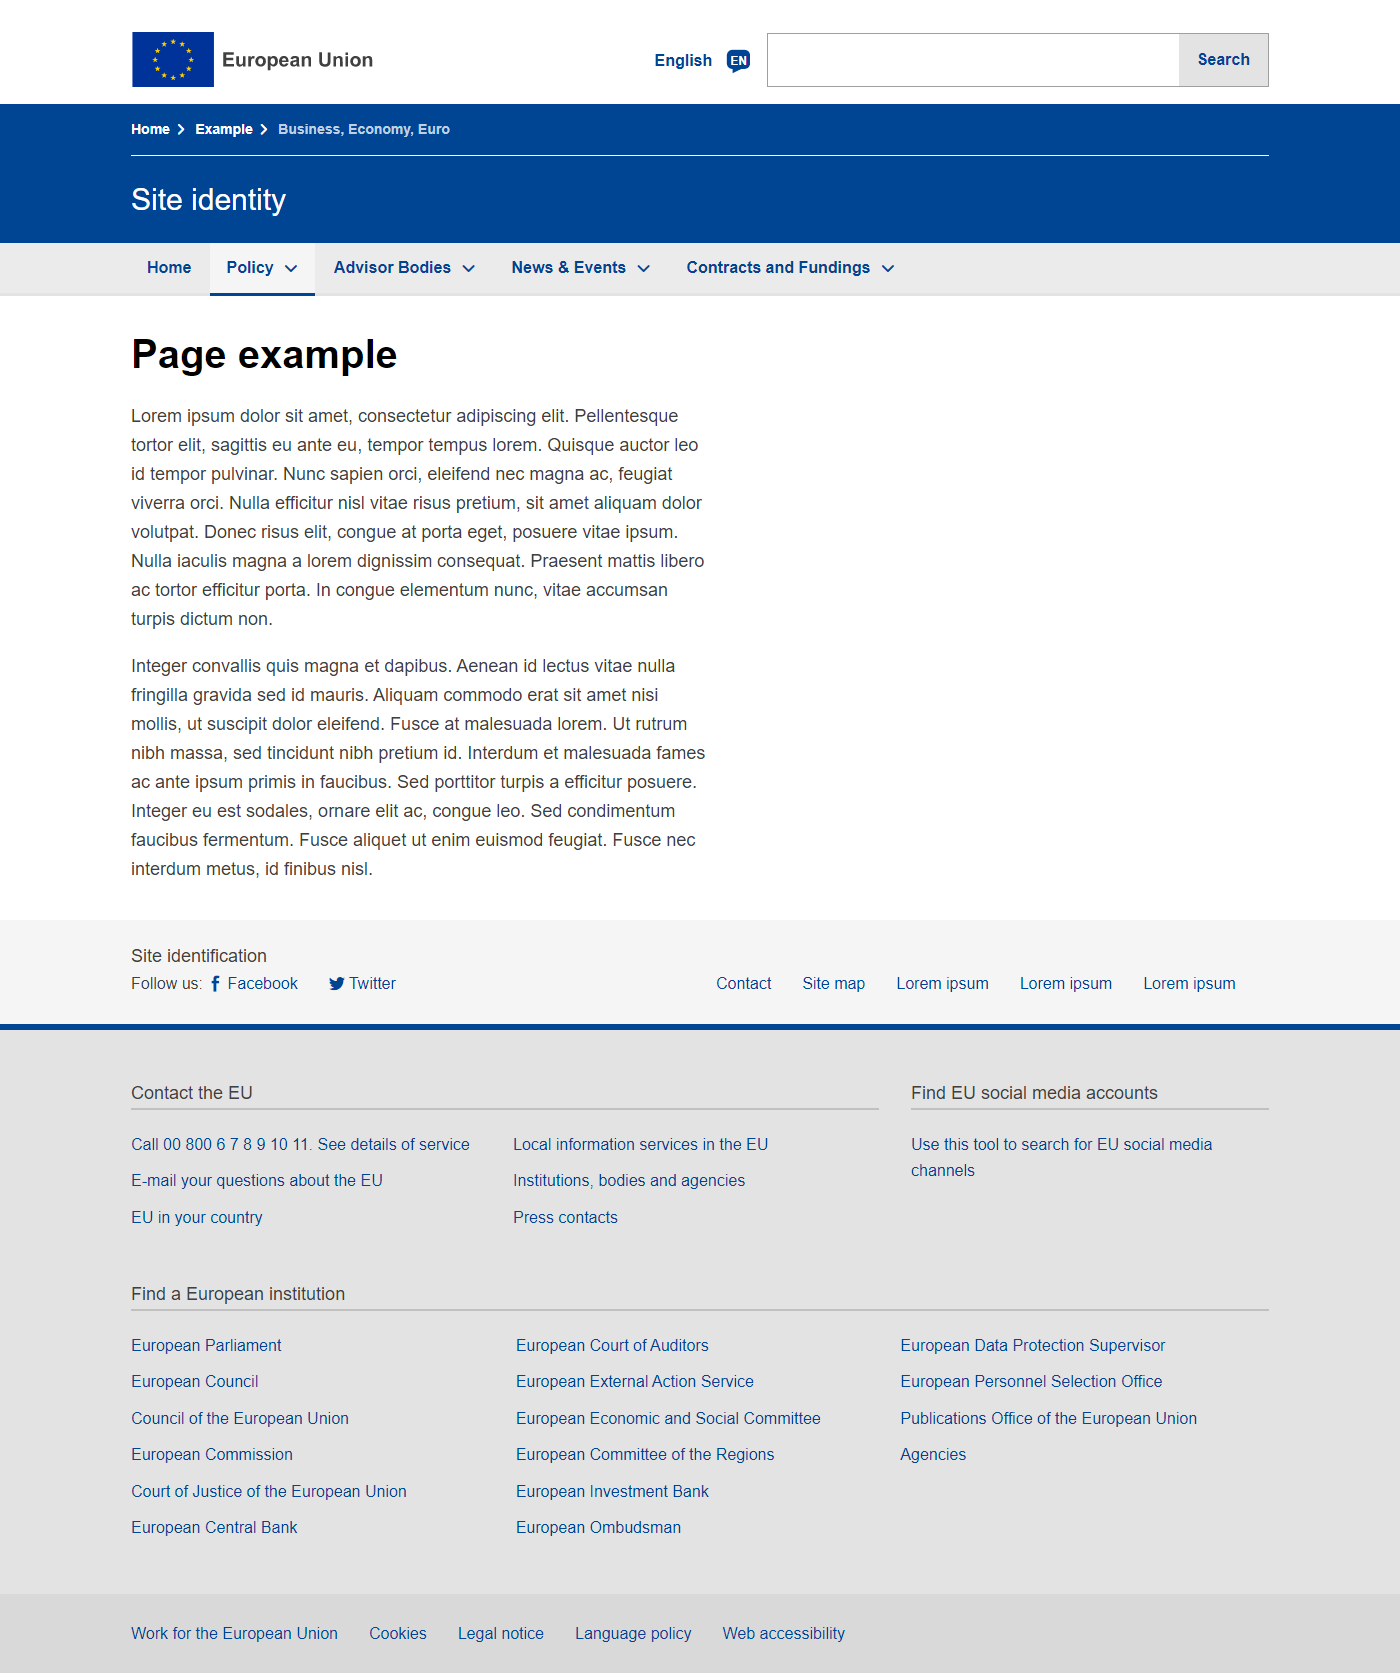 European Union
English EN
Search
Home Example Business, Economy, Euro
Site identity
Home Policy Advisor Bodies News & Events Contracts and Fundings
Page example
Lorem ipsum dolor sit amet, consectetur adipiscing elit. Pellentesque
tortor elit, sagittis eu ante eu, tempor tempus lorem. Quisque auctor leo
id tempor pulvinar. Nunc sapien orci, eleifend nec magna ac, feugiat
viverra orci. Nulla efficitur nisl vitae risus pretium, sit amet aliquam dolor
volutpat. Donec risus elit, congue at porta eget, posuere vitae ipsum.
Nulla iaculis magna a lorem dignissim consequat. Praesent mattis libero
ac tortor efficitur porta. In congue elementum nunc, vitae accumsan
turpis dictum non.
Integer convallis quis magna et dapibus. Aenean id lectus vitae nulla
fringilla gravida sed id mauris. Aliquam commodo erat sit amet nisi
mollis, ut suscipit dolor eleifend. Fusce at malesuada lorem. Ut rutrum
nibh massa, sed tincidunt nibh pretium id. Interdum et malesuada fames
ac ante ipsum primis in faucibus. Sed porttitor turpis a efficitur posuere.
Integer eu est sodales, ornare elit ac, congue leo. Sed condimentum
faucibus fermentum. Fusce aliquet ut enim euismod feugiat. Fusce nec
interdum metus, id finibus nisl.
Site identification
Follow us: Facebook Twitter
Contact Site map Lorem ipsum Lorem ipsum Lorem ipsum
Contact the EU
Call 00 800 6 7 8 9 10 11. See details of service
E-mail your questions about the EU
EU in your country
Local information services in the EU
Institutions, bodies and agencies
Press contacts
Find EU social media accounts
Use this tool to search for EU social media
channels
Find a European institution
European Parliament
European Council
Council of the European Union
European Commission
Court of Justice of the European Union
European Central Bank
European Court of Auditors
European External Action Service
European Economic and Social Committee
European Committee of the Regions
European Investment Bank
European Ombudsman
European Data Protection Supervisor
European Personnel Selection Office
Publications Office of the European Union
Agencies
Work for the European Union Cookies Legal notice Language policy Web accessibility